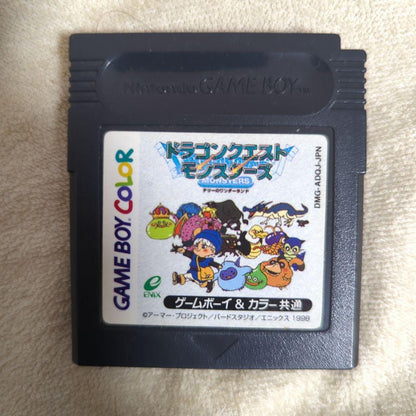 Nintendo GAME BOY™
GAME BOY COLOR
ドラゴンクエスト
モンスターズ
MONSTERS
テリーのワンダーランド
DMG-ADQJ-JPN
ENIX
ゲームボーイ & カラー 共通
©アーマー・プロジェクト/バードスタジオ/エニックス 1998